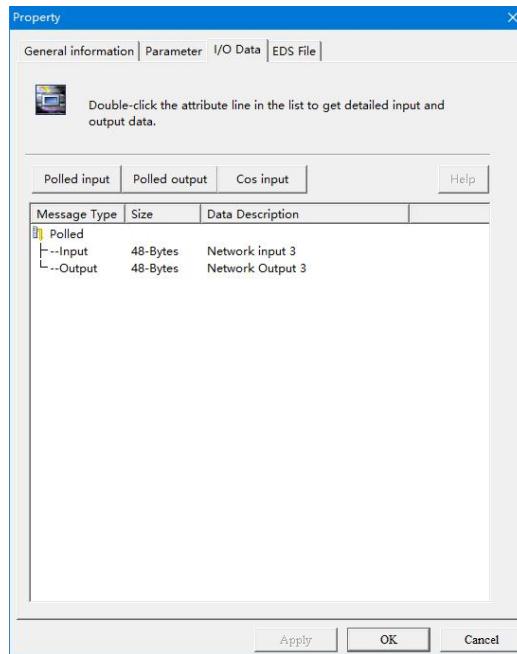 Property
General information Parameter I/O Data EDS File
Double-click the attribute line in the list to get detailed input and
output data.
Polled input Polled output Cos input Help
Message Type Size Data Description
Polled
--Input 48-Bytes Network input 3
--Output 48-Bytes Network Output 3
Apply OK Cancel